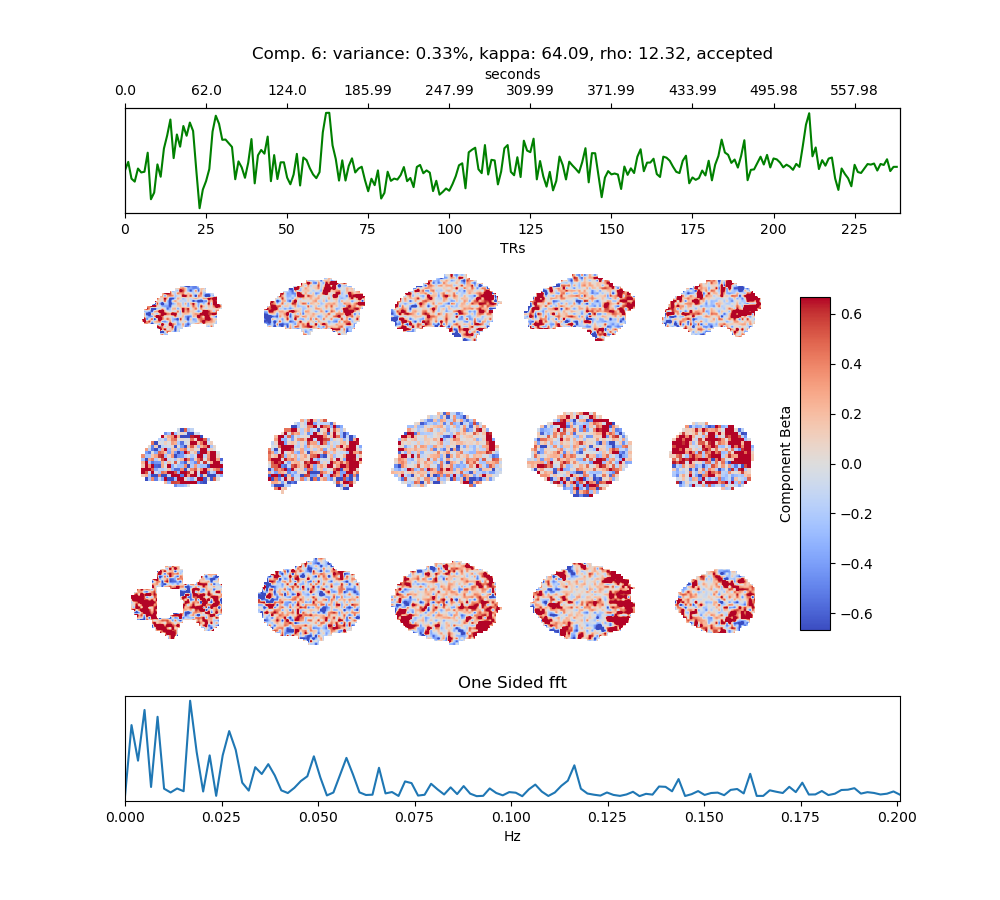 Comp. 6: variance: 0.33%, kappa: 64.09, rho: 12.32, accepted
seconds
0.0 62.0 124.0 185.99 247.99 309.99 371.99 433.99 495.98 557.98
0 25 50 75 100 125 150 175 200 225
TRs
0.6
0.4
0.2
0.0
−0.2
−0.4
−0.6
Component Beta
One Sided fft
0.000 0.025 0.050 0.075 0.100 0.125 0.150 0.175 0.200
Hz